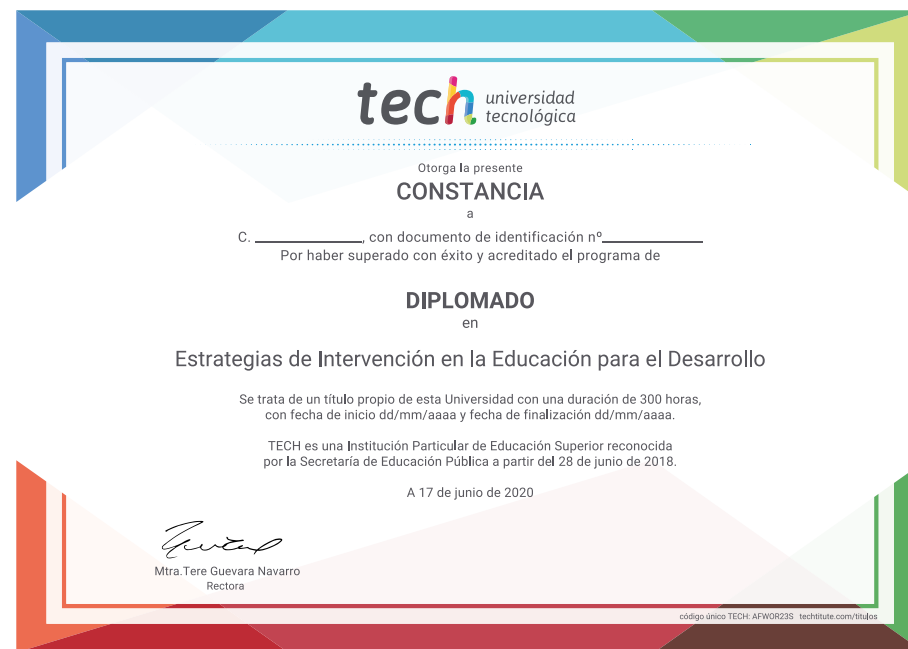 tech universidad
tecnológica
Otorga la presente
CONSTANCIA
a
C. ____________, con documento de identificación nº____________
Por haber superado con éxito y acreditado el programa de
DIPLOMADO
en
Estrategias de Intervención en la Educación para el Desarrollo
Se trata de un título propio de esta Universidad con una duración de 300 horas,
con fecha de inicio dd/mm/aaaa y fecha de finalización dd/mm/aaaa.
TECH es una Institución Particular de Educación Superior reconocida
por la Secretaría de Educación Pública a partir del 28 de junio de 2018.
A 17 de junio de 2020
Mtra.Tere Guevara Navarro
Rectora
código único TECH: AFWOR23S techtitute.com/titulos